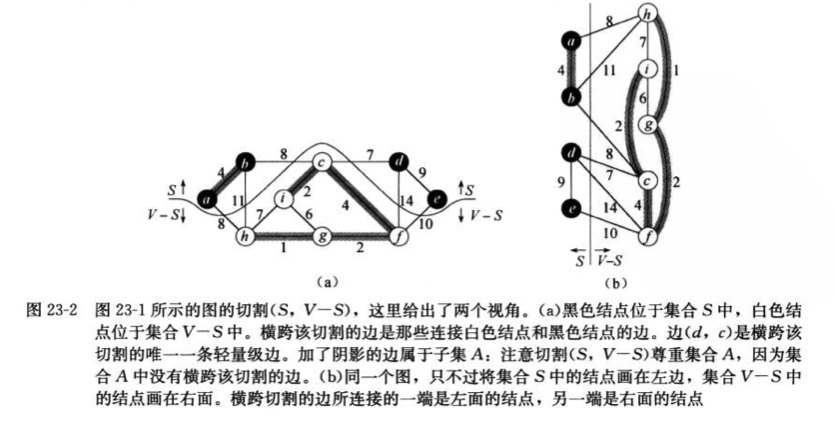 8
a
h
7
4
11
i
1
b
6
2
g
8
d
7
c
9
2
14
4
e
10
f
S V-S
(b)
b 8 c 7 d
4 9
S a 2 e S
V-S 11 i 4 14 V-S
8 7 6 10
h g f
1 2
(a)
图 23-2 图 23-1 所示的图的切割(S, V-S), 这里给出了两个视角。(a)黑色结点位于集合 S 中, 白色结
点位于集合 V-S 中。横跨该切割的边是那些连接白色结点和黑色结点的边。边(d, c)是横跨该
切割的唯一一条轻量级边。加了阴影的边属于子集 A; 注意切割(S, V-S)尊重集合 A, 因为集
合 A 中没有横跨该切割的边。(b)同一个图, 只不过将集合 S 中的结点画在左边, 集合 V-S 中
的结点画在右面。横跨切割的边所连接的一端是左面的结点, 另一端是右面的结点